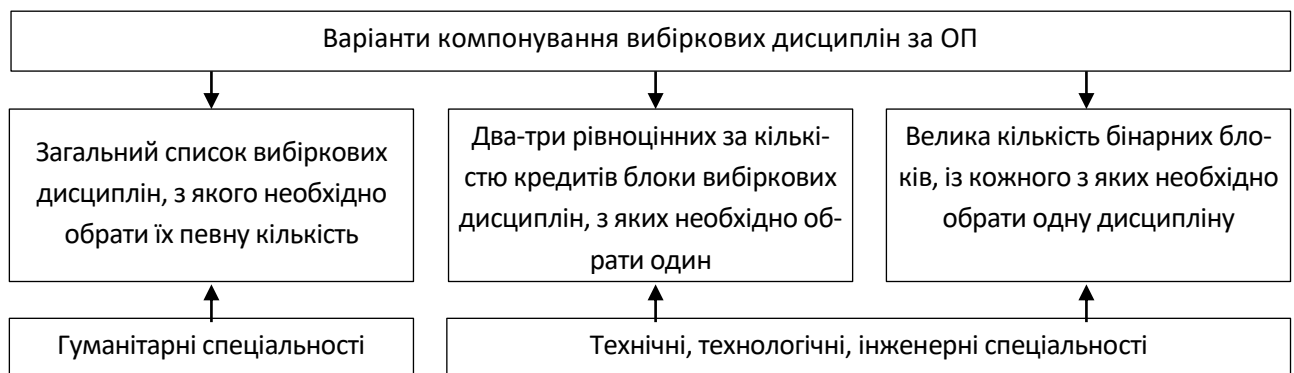 Варіанти компонування вибіркових дисциплін за ОП
Загальний список вибіркових
дисциплін, з якого необхідно
обрати їх певну кількість
Два-три рівноцінних за кількі-
стю кредитів блоки вибіркових
дисциплін, з яких необхідно об-
рати один
Велика кількість бінарних бло-
ків, із кожного з яких необхідно
обрати одну дисципліну
Гуманітарні спеціальності
Технічні, технологічні, інженерні спеціальності